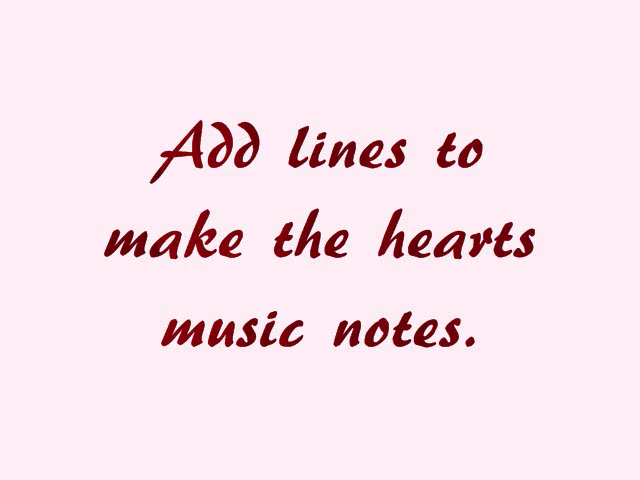 Add lines to
make the hearts
music notes.